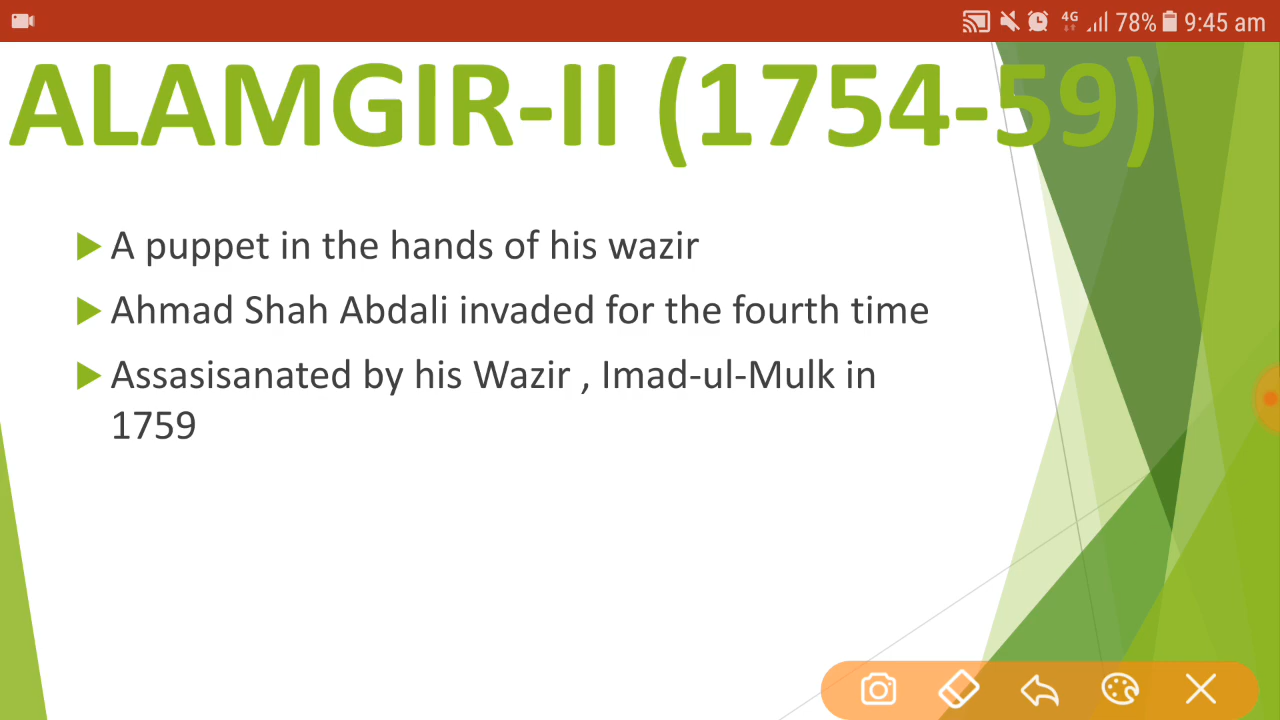 4G 78% 9:45 am
ALAMGIR-II (1754-59)
A puppet in the hands of his wazir
Ahmad Shah Abdali invaded for the fourth time
Assasisanated by his Wazir , Imad-ul-Mulk in
1759